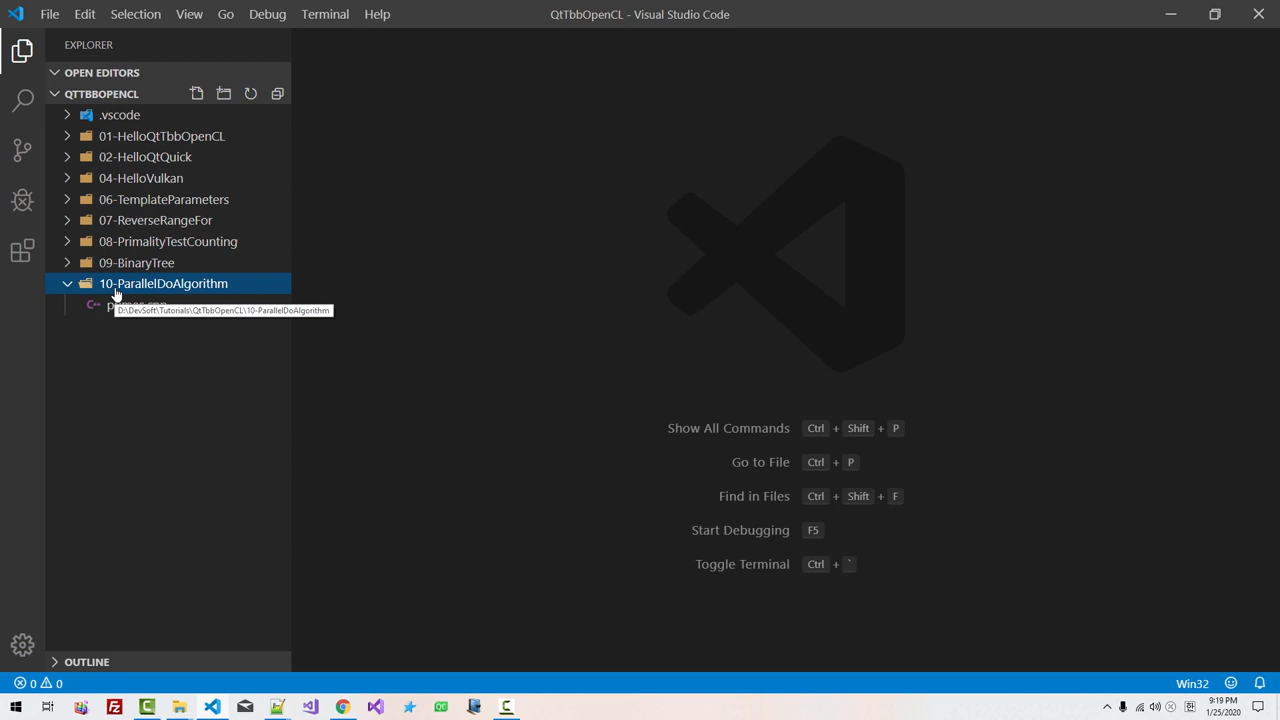 File Edit Selection View Go Debug Terminal Help QtTbbOpenCL - Visual Studio Code
EXPLORER
OPEN EDITORS
QTTBBOPENCL
.vscode
01-HelloQtTbbOpenCL
02-HelloQtQuick
04-HelloVulkan
06-TemplateParameters
07-ReverseRangeFor
08-PrimalityTestCounting
09-BinaryTree
10-ParallelDoAlgorithm
D:\DevSoft\Tutorials\QtTbbOpenCL\10-ParallelDoAlgorithm
Show All Commands Ctrl + Shift + P
Go to File Ctrl + P
Find in Files Ctrl + Shift + F
Start Debugging F5
Toggle Terminal Ctrl + `
OUTLINE
0 0 Win32
9:19 PM
1/25/2020